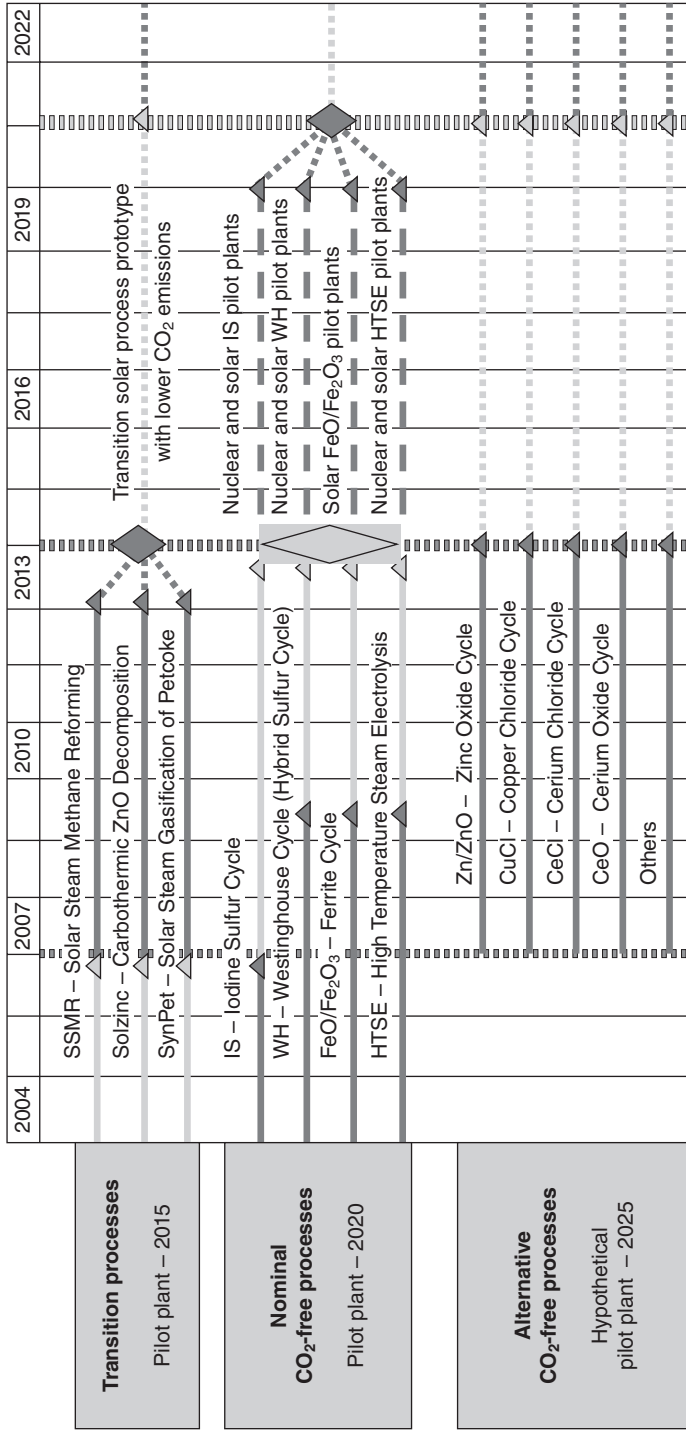 2004
2007
2010
2013
2016
2019
2022
Transition processes
Pilot plant – 2015
SSMR – Solar Steam Methane Reforming
Solzinc – Carbothermic ZnO Decomposition
SynPet – Solar Steam Gasification of Petcoke
Transition solar process prototype
with lower CO₂ emissions
Nominal
CO₂-free processes
Pilot plant – 2020
IS – Iodine Sulfur Cycle
WH – Westinghouse Cycle (Hybrid Sulfur Cycle)
FeO/Fe₂O₃ – Ferrite Cycle
HTSE – High Temperature Steam Electrolysis
Nuclear and solar IS pilot plants
Nuclear and solar WH pilot plants
Solar FeO/Fe₂O₃ pilot plants
Nuclear and solar HTSE pilot plants
Alternative
CO₂-free processes
Hypothetical
pilot plant – 2025
Zn/ZnO – Zinc Oxide Cycle
CuCl – Copper Chloride Cycle
CeCl – Cerium Chloride Cycle
CeO – Cerium Oxide Cycle
Others